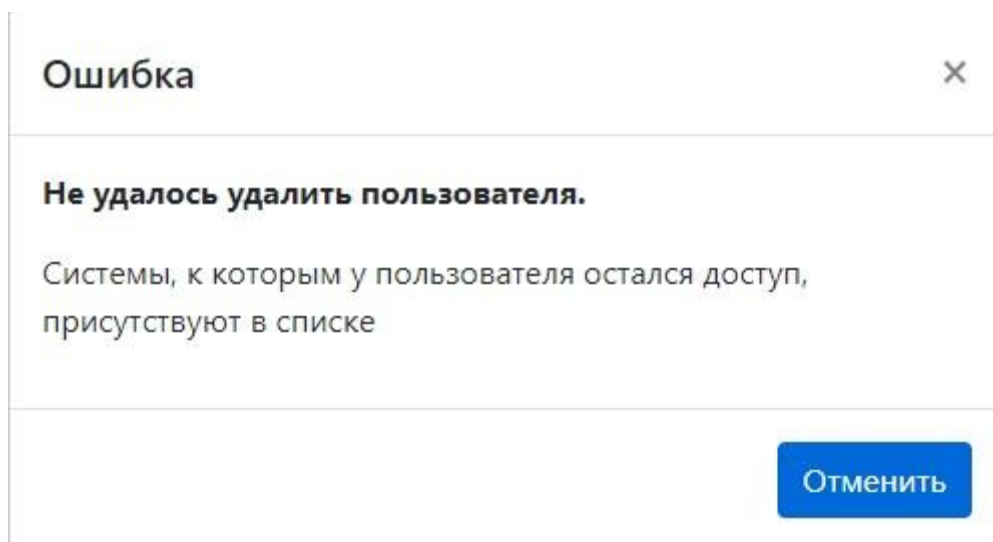 Ошибка
Не удалось удалить пользователя.
Системы, к которым у пользователя остался доступ,
присутствуют в списке
Отменить